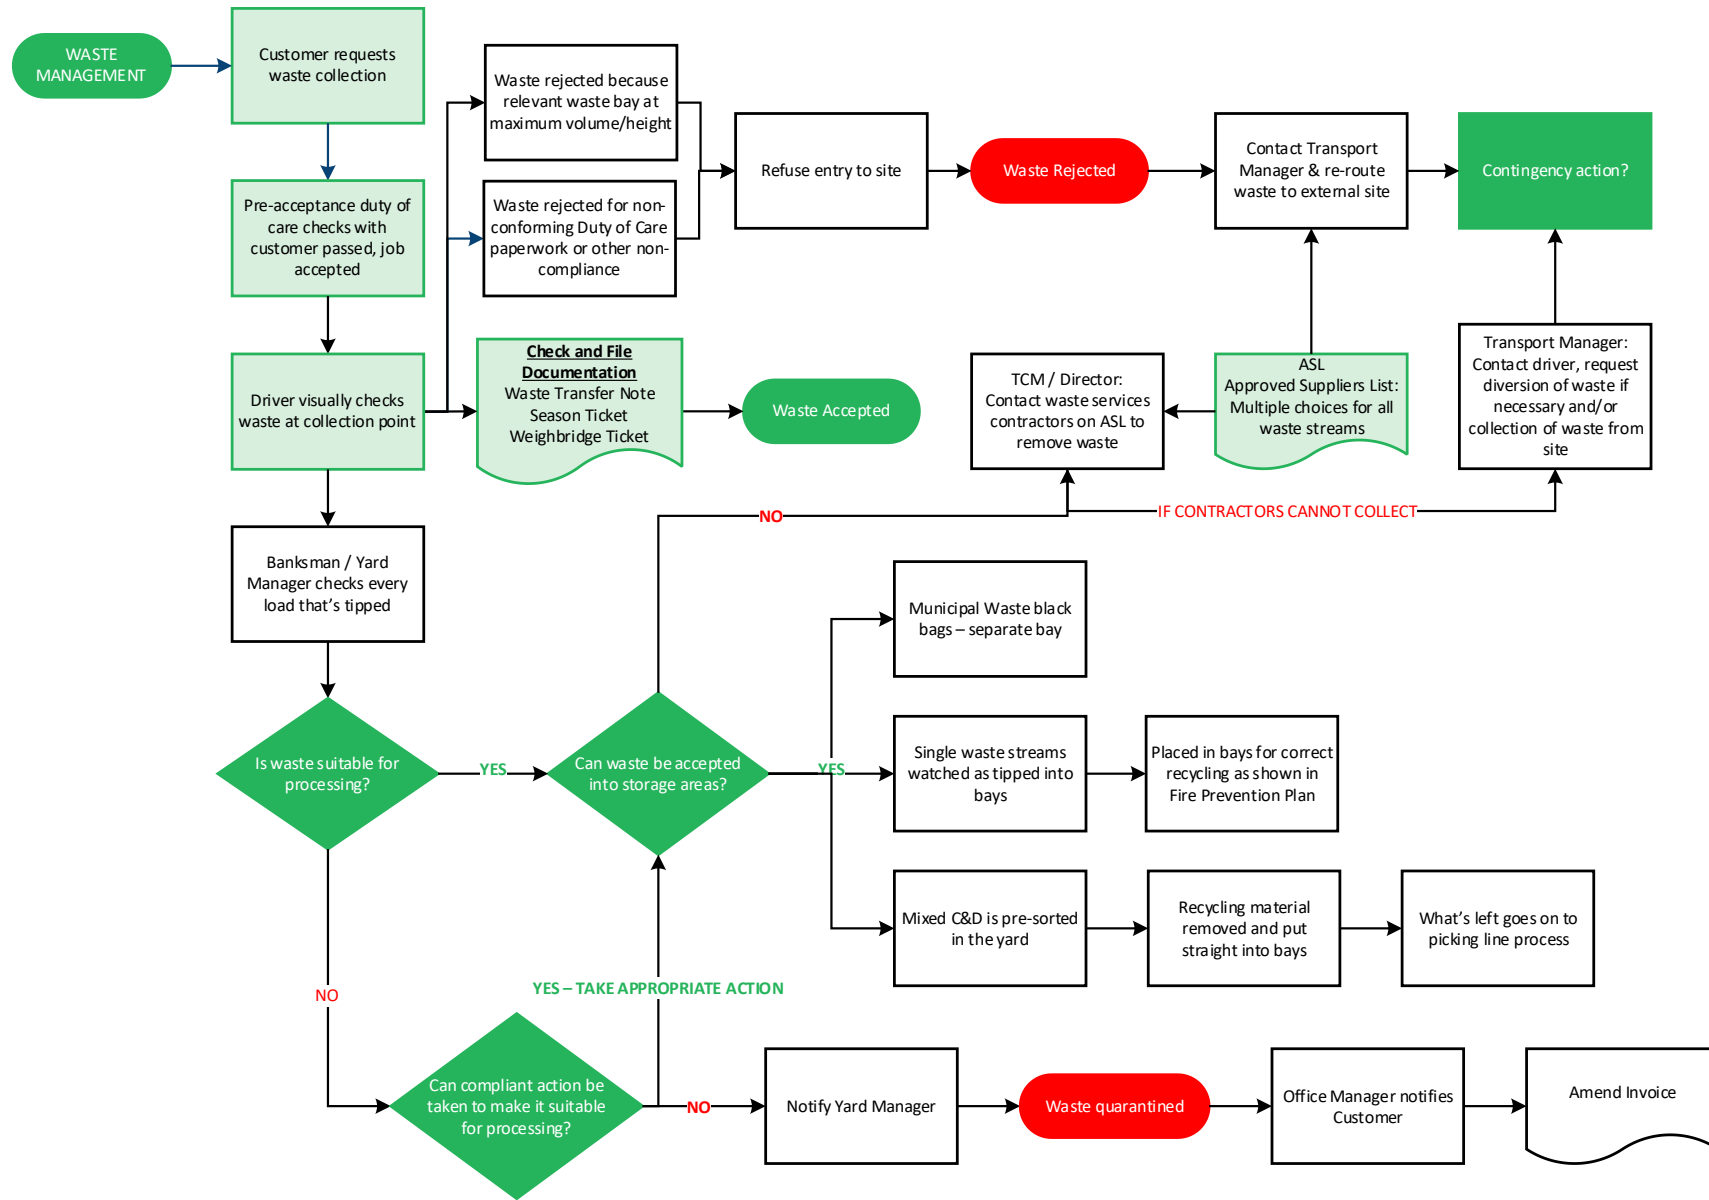 WASTE
MANAGEMENT
Customer requests
waste collection
Waste rejected because
relevant waste bay at
maximum volume/height
Refuse entry to site
Waste Rejected
Contact Transport
Manager & re-route
waste to external site
Contingency action?
Pre-acceptance duty of
care checks with
customer passed, job
accepted
Waste rejected for non-
conforming Duty of Care
paperwork or other non-
compliance
Driver visually checks
waste at collection point
Check and File
Documentation
Waste Transfer Note
Season Ticket
Weighbridge Ticket
Waste Accepted
TCM / Director:
Contact waste services
contractors on ASL to
remove waste
ASL
Approved Suppliers List:
Multiple choices for all
waste streams
Transport Manager:
Contact driver, request
diversion of waste if
necessary and/or
collection of waste from
site
NO
IF CONTRACTORS CANNOT COLLECT
Banksman / Yard
Manager checks every
load that's tipped
Municipal Waste black
bags – separate bay
Is waste suitable for
processing?
YES
Can waste be accepted
into storage areas?
YES
Single waste streams
watched as tipped into
bays
Placed in bays for correct
recycling as shown in
Fire Prevention Plan
Mixed C&D is pre-sorted
in the yard
Recycling material
removed and put
straight into bays
What's left goes on to
picking line process
NO
YES – TAKE APPROPRIATE ACTION
Can compliant action be
taken to make it suitable
for processing?
NO
Notify Yard Manager
Waste quarantined
Office Manager notifies
Customer
Amend Invoice